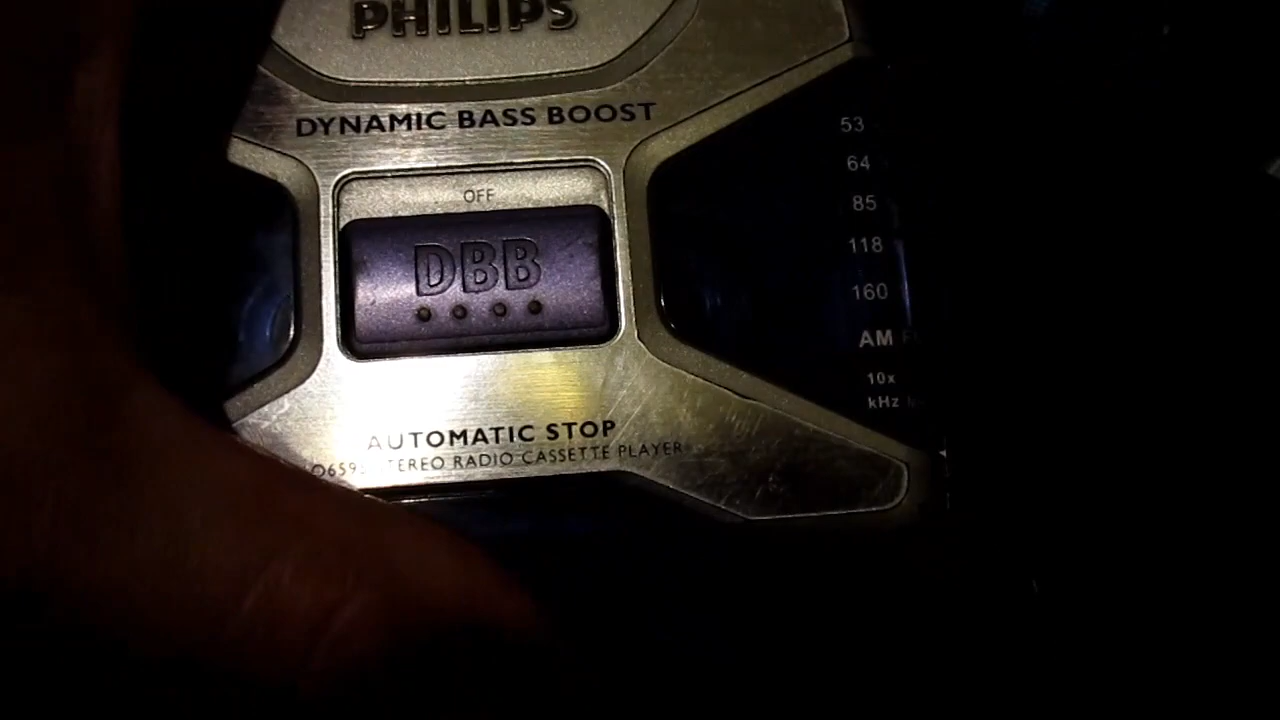 PHILIPS
DYNAMIC BASS BOOST
OFF
DBB
53
64
85
118
160
AM
10x
kHz
AUTOMATIC STOP
STEREO RADIO CASSETTE PLAYER